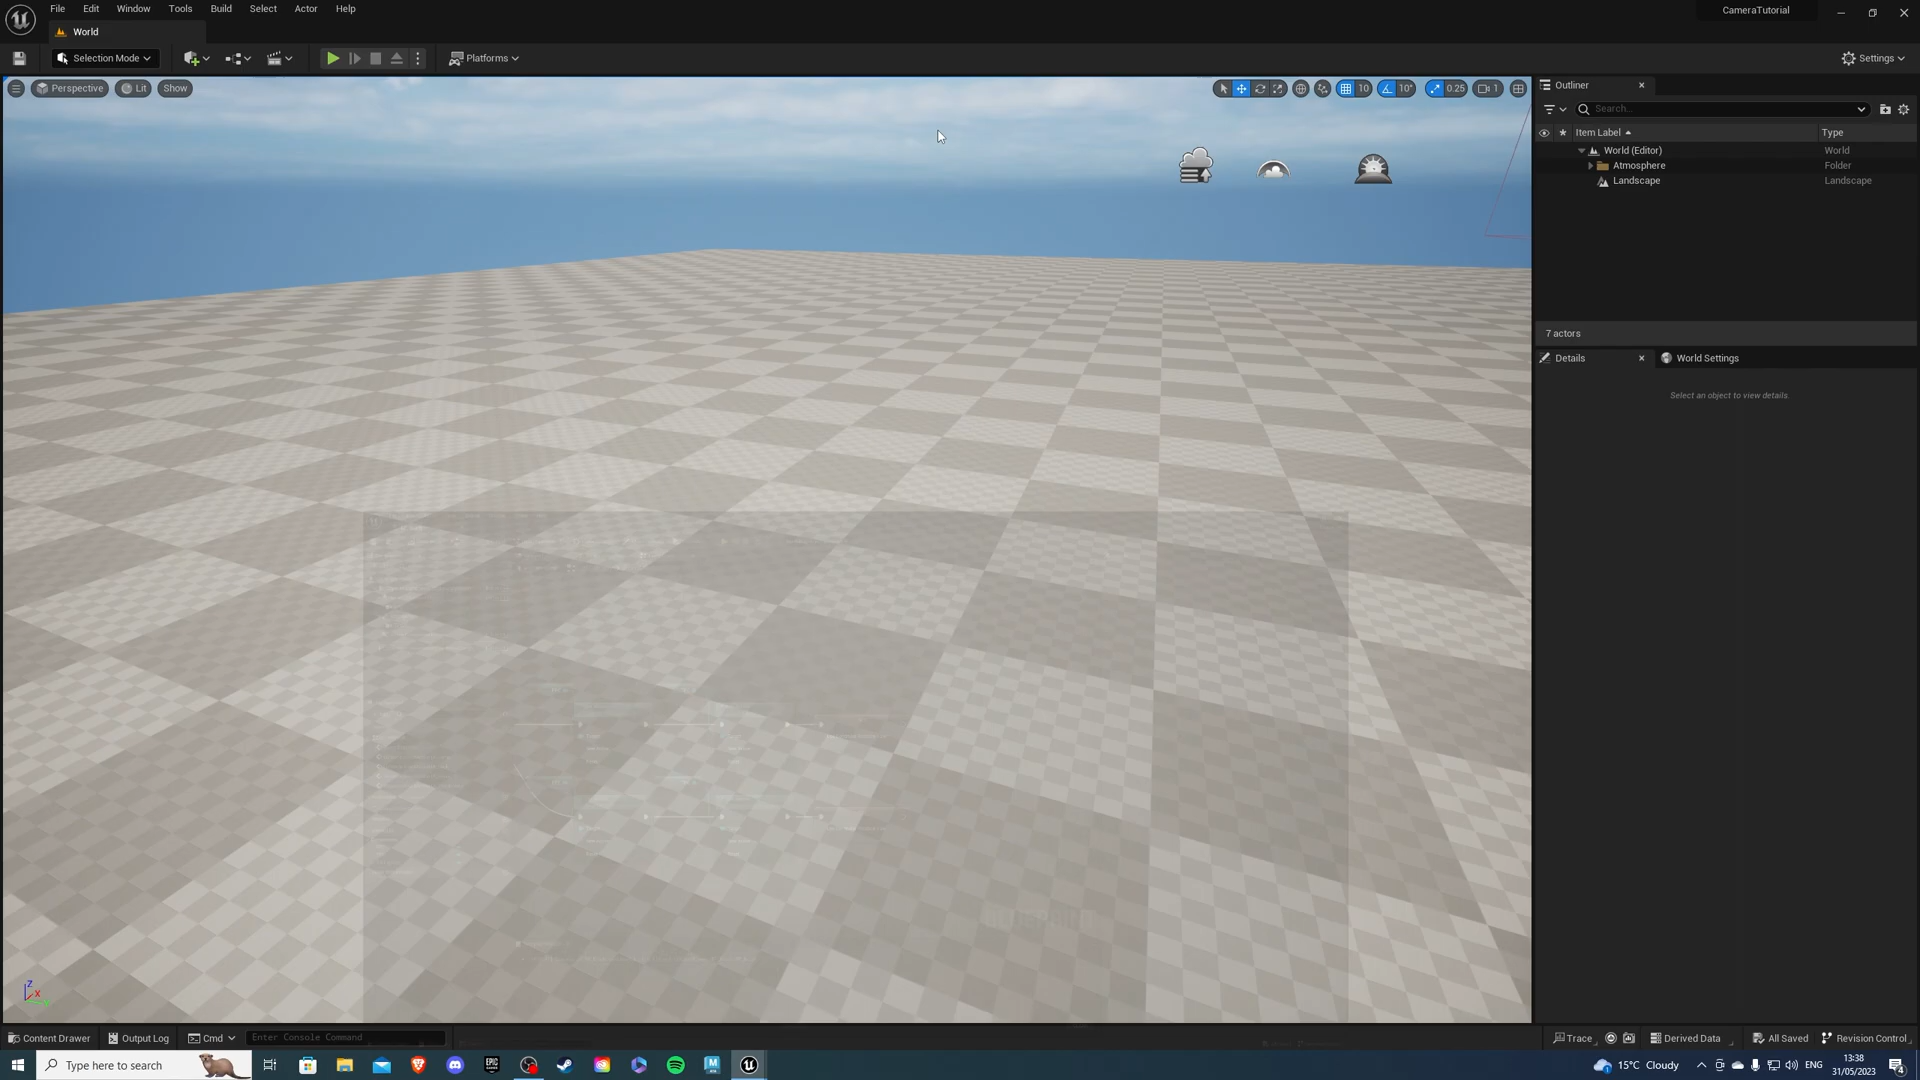 File Edit Window Tools Build Select Actor Help
CameraTutorial
World
Selection Mode
Platforms
Settings
Perspective Lit Show
10 10° 0.25 1
Outliner
Search...
Item Label Type
World (Editor) World
Atmosphere Folder
Landscape Landscape
7 actors
Details World Settings
Select an object to view details.
Z
X
Y
Content Drawer Output Log Cmd Enter Console Command
Trace Derived Data All Saved Revision Control
Type here to search
EPIC
M
15°C Cloudy
ENG
13:38
31/05/2023
4